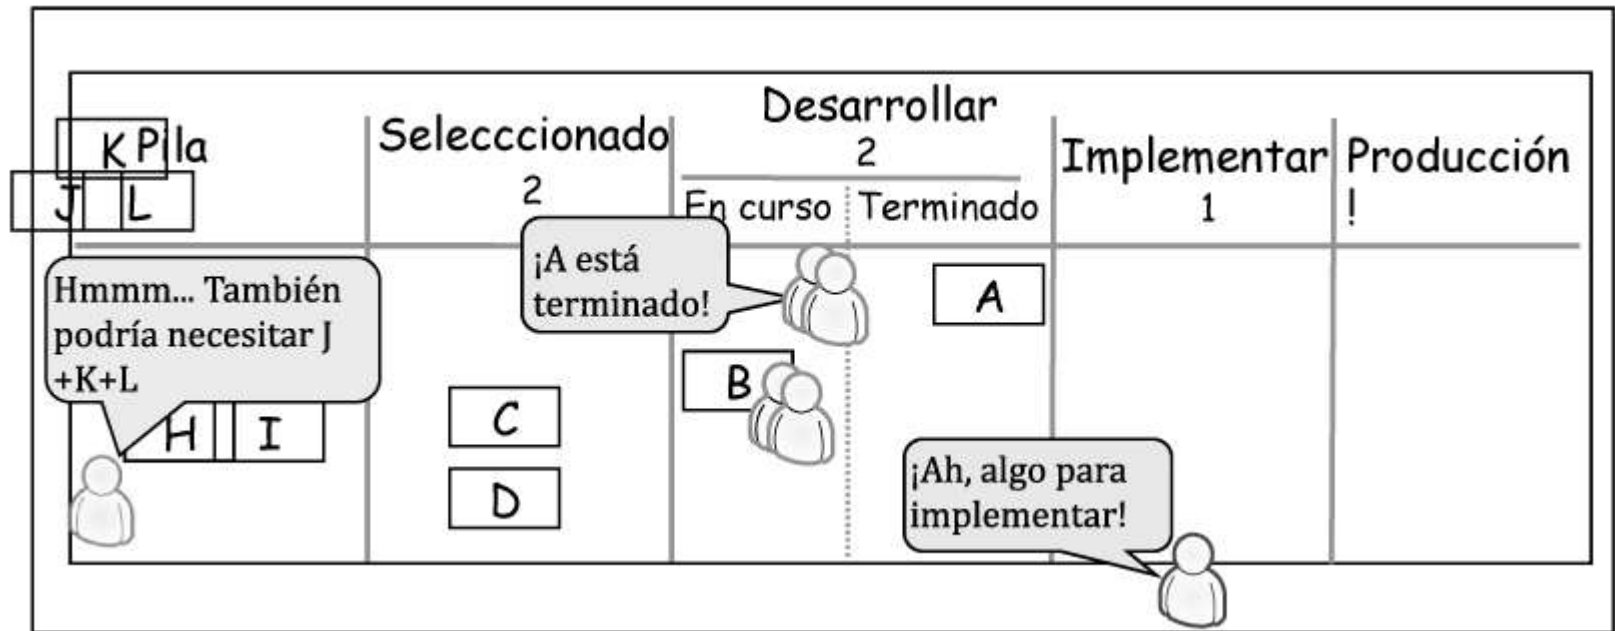 Desarrollar
2
Pila
K
J L
Selecccionado
2
En curso
Terminado
Implementar
1
Producción
!
Hmmm... También
podría necesitar J
+K+L
¡A está
terminado!
A
B
H I
C
D
¡Ah, algo para
implementar!